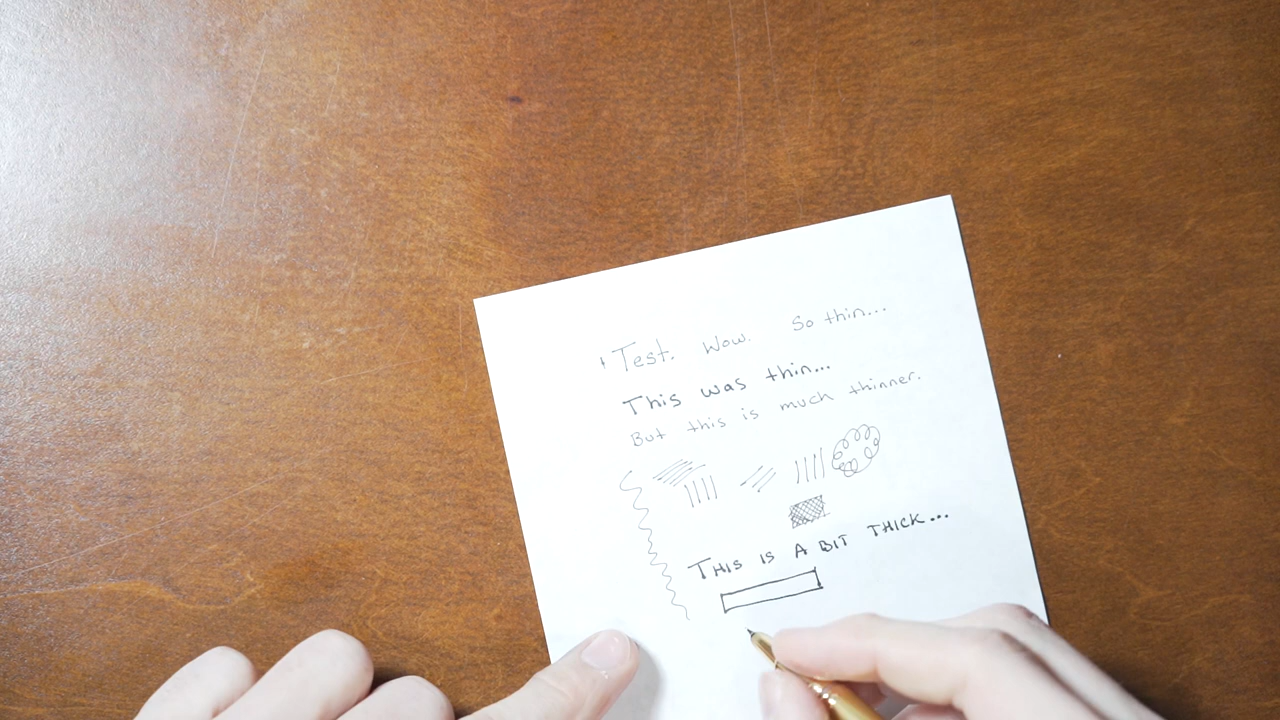 Test. Wow. So thin...
This was thin...
But this is much thinner.
THIS IS A BIT THICK...